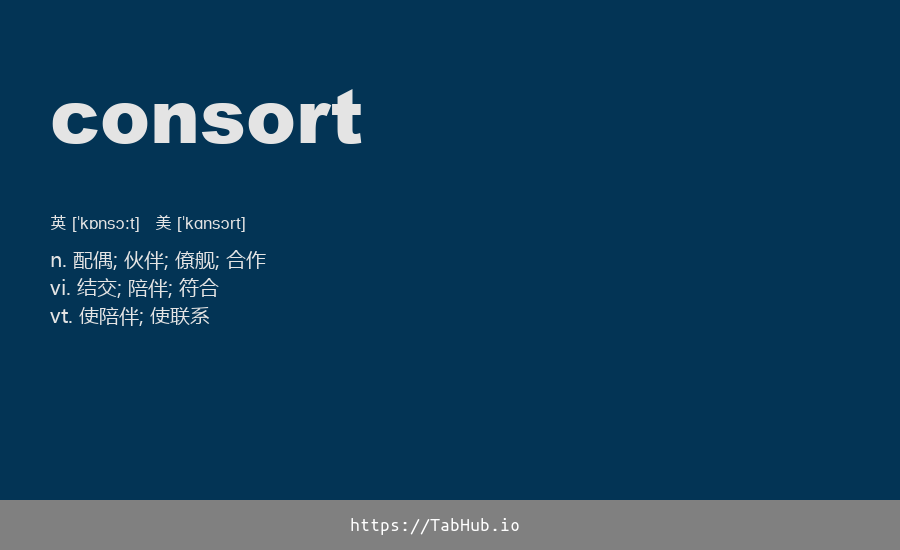 consort
英 [ˈkɒnsɔːt] 美 [ˈkɑnsɔrt]
n. 配偶; 伙伴; 僚舰; 合作
vi. 结交; 陪伴; 符合
vt. 使陪伴; 使联系
https://TabHub.io